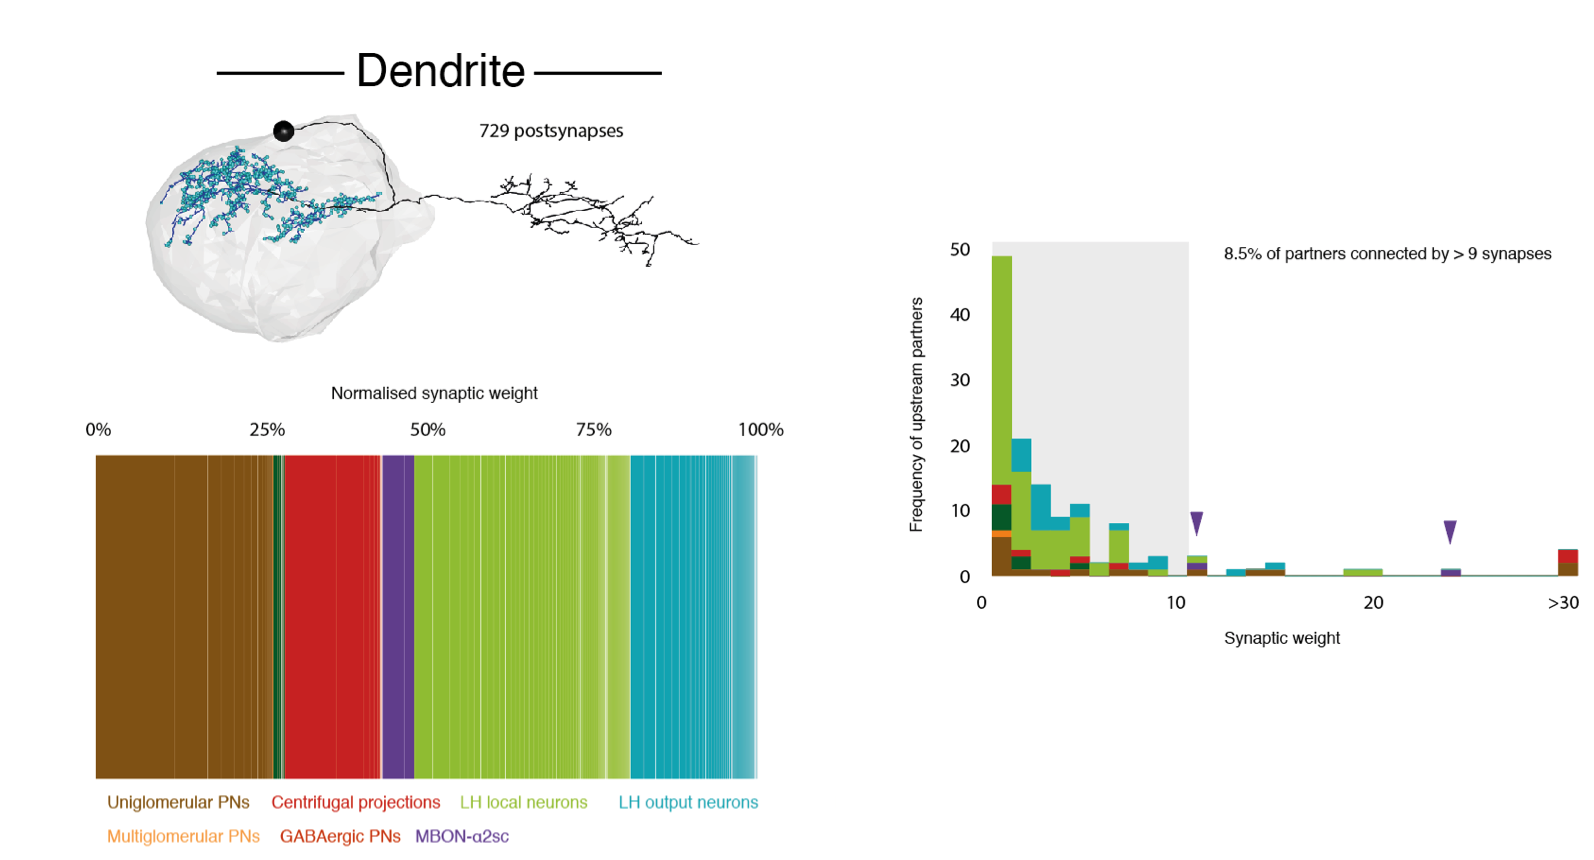 Dendrite
729 postsynapses
Normalised synaptic weight
0% 25% 50% 75% 100%
Uniglomerular PNs Centrifugal projections LH local neurons LH output neurons
Multiglomerular PNs GABAergic PNs MBON-α2sc
8.5% of partners connected by > 9 synapses
Frequency of upstream partners
50
40
30
20
10
0
0 10 20 >30
Synaptic weight